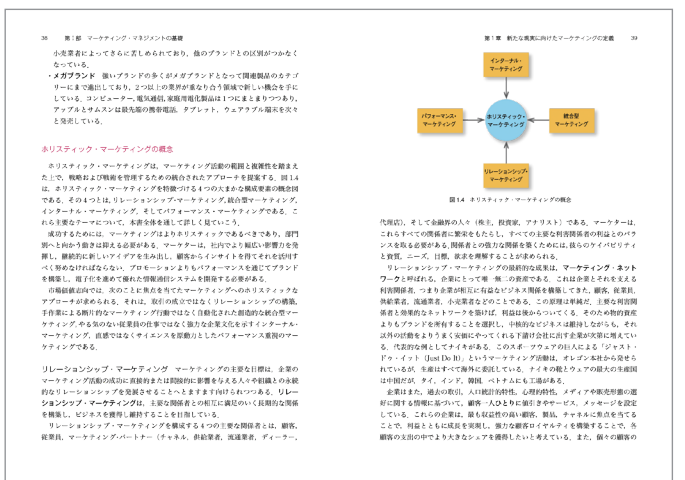 38　第1部　マーケティング・マネジメントの基礎
小売業者によってさらに苦しめられており，他のブランドとの区別がつかなく
なっている．
・メガブランド　強いブランドの多くがメガブランドとなって関連製品のカテゴ
リーにまで進出しており，2つ以上の業界が重なり合う領域で新しい機会を手に
している．コンピューター，電気通信，家庭用電化製品は1つにまとまりつつあり，
アップルとサムスンは最先端の携帯電話，タブレット，ウェアラブル端末を次々
と発売している．
ホリスティック・マーケティングの概念
ホリスティック・マーケティングは，マーケティング活動の範囲と複雑性を踏まえ
た上で，戦略および戦術を管理するための統合されたアプローチを提案する．図1.4
は，ホリスティック・マーケティングを特徴づける4つの大まかな構成要素の概念図
である．その4つとは，リレーションシップ・マーケティング，統合型マーケティング，
インターナル・マーケティング，そしてパフォーマンス・マーケティングである．こ
れら主要なテーマについて，本書全体を通して詳しく見ていこう．
成功するためには，マーケティングはよりホリスティックであるべきであり，部門
別へと向かう動きは抑える必要がある．マーケターは，社内でより幅広い影響力を発
揮し，継続的に新しいアイデアを生み出し，顧客からインサイトを得てそれを活用す
べく努めなければならない．プロモーションよりもパフォーマンスを通じてブランド
を構築し，電子化を進めて優れた情報通信システムを開発する必要がある．
市場価値志向では，次のことに焦点を当てたマーケティングへのホリスティックな
アプローチが求められる．それは，取引の成立ではなくリレーションシップの構築，
手作業による断片的なマーケティング行動ではなく自動化された創造的な統合型マー
ケティング，やる気のない従業員の仕事ではなく強力な企業文化を示すインターナル・
マーケティング，直感ではなくサイエンスを原動力としたパフォーマンス重視のマー
ケティングである．
リレーションシップ・マーケティング　マーケティングの主要な目標は，企業の
マーケティング活動の成功に直接的または間接的に影響を与える人々や組織との永続
的なリレーションシップを発展させることへとますます向けられつつある．リレー
ションシップ・マーケティングは，主要な関係者との相互に満足のいく長期的な関係
を構築し，ビジネスを獲得し維持することを目指している．
リレーションシップ・マーケティングを構成する4つの主要な関係者とは，顧客，
従業員，マーケティング・パートナー（チャネル，供給業者，流通業者，ディーラー，
第1章　新たな現実に向けたマーケティングの定義　39
インターナル・
マーケティング
パフォーマンス・
マーケティング
ホリスティック・
マーケティング
統合型
マーケティング
リレーションシップ・
マーケティング
図1.4　ホリスティック・マーケティングの概念
代理店），そして金融界の人々（株主，投資家，アナリスト）である．マーケターは，
これらすべての関係者に繁栄をもたらし，すべての主要な利害関係者の利益とのバラ
ンスを取る必要がある．関係者との強力な関係を築くためには，彼らのケイパビリティ
と資質，ニーズ，目標，欲求を理解することが求められる．
リレーションシップ・マーケティングの最終的な成果は，マーケティング・ネット
ワークと呼ばれる，企業にとって唯一無二の資産である．これは企業とそれを支える
利害関係者，つまり企業が相互に有益なビジネス関係を構築してきた，顧客，従業員，
供給業者，流通業者，小売業者などのことである．この原理は単純だ．主要な利害関
係者と効果的なネットワークを築けば，利益は後からついてくる．そのため物的資産
よりもブランドを所有することを選択し，中核的なビジネスは維持しながらも，それ
以外の活動をよりうまく安価にやってくれる下請け会社に出す企業が次第に増えてい
る．代表的な例としてナイキがある．このスポーツウェアの巨人による「ジャスト・
ドゥ・イット（Just Do It）」というマーケティング活動は，オレゴン本社から発せら
れているが，生産はすべて海外に委託している．ナイキの靴とウェアの最大の生産国
は中国だが，タイ，インド，韓国，ベトナムにも工場がある．
企業はまた，過去の取引，人口統計的特性，心理的特性，メディアや販売形態の選
好に関する情報に基づいて，顧客一人ひとりに値引きやサービス，メッセージを設定
している．これらの企業は，最も収益性の高い顧客，製品，チャネルに焦点を当てる
ことで，利益とともに成長を実現し，強力な顧客ロイヤルティを構築することで，各
顧客の支出の中でより大きなシェアを獲得したいと考えている．また，個々の顧客の